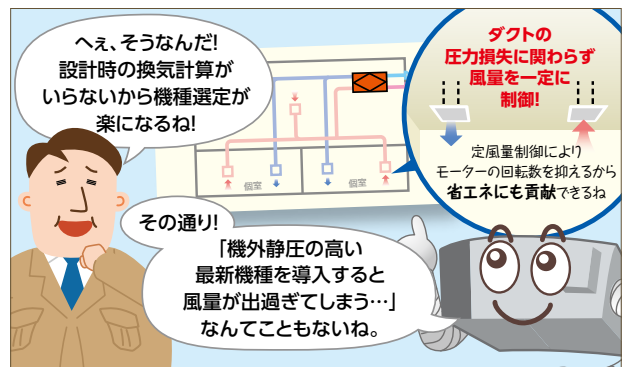 へぇ、そうなんだ!
設計時の換気計算が
いらないから機種選定が
楽になるね!
ダクトの
圧力損失に関わらず
風量を一定に
制御!
定風量制御により
モーターの回転数を抑えるから
省エネにも貢献できるね
個室
個室
その通り!
「機外静圧の高い
最新機種を導入すると
風量が出過ぎてしまう…」
なんてこともないね。